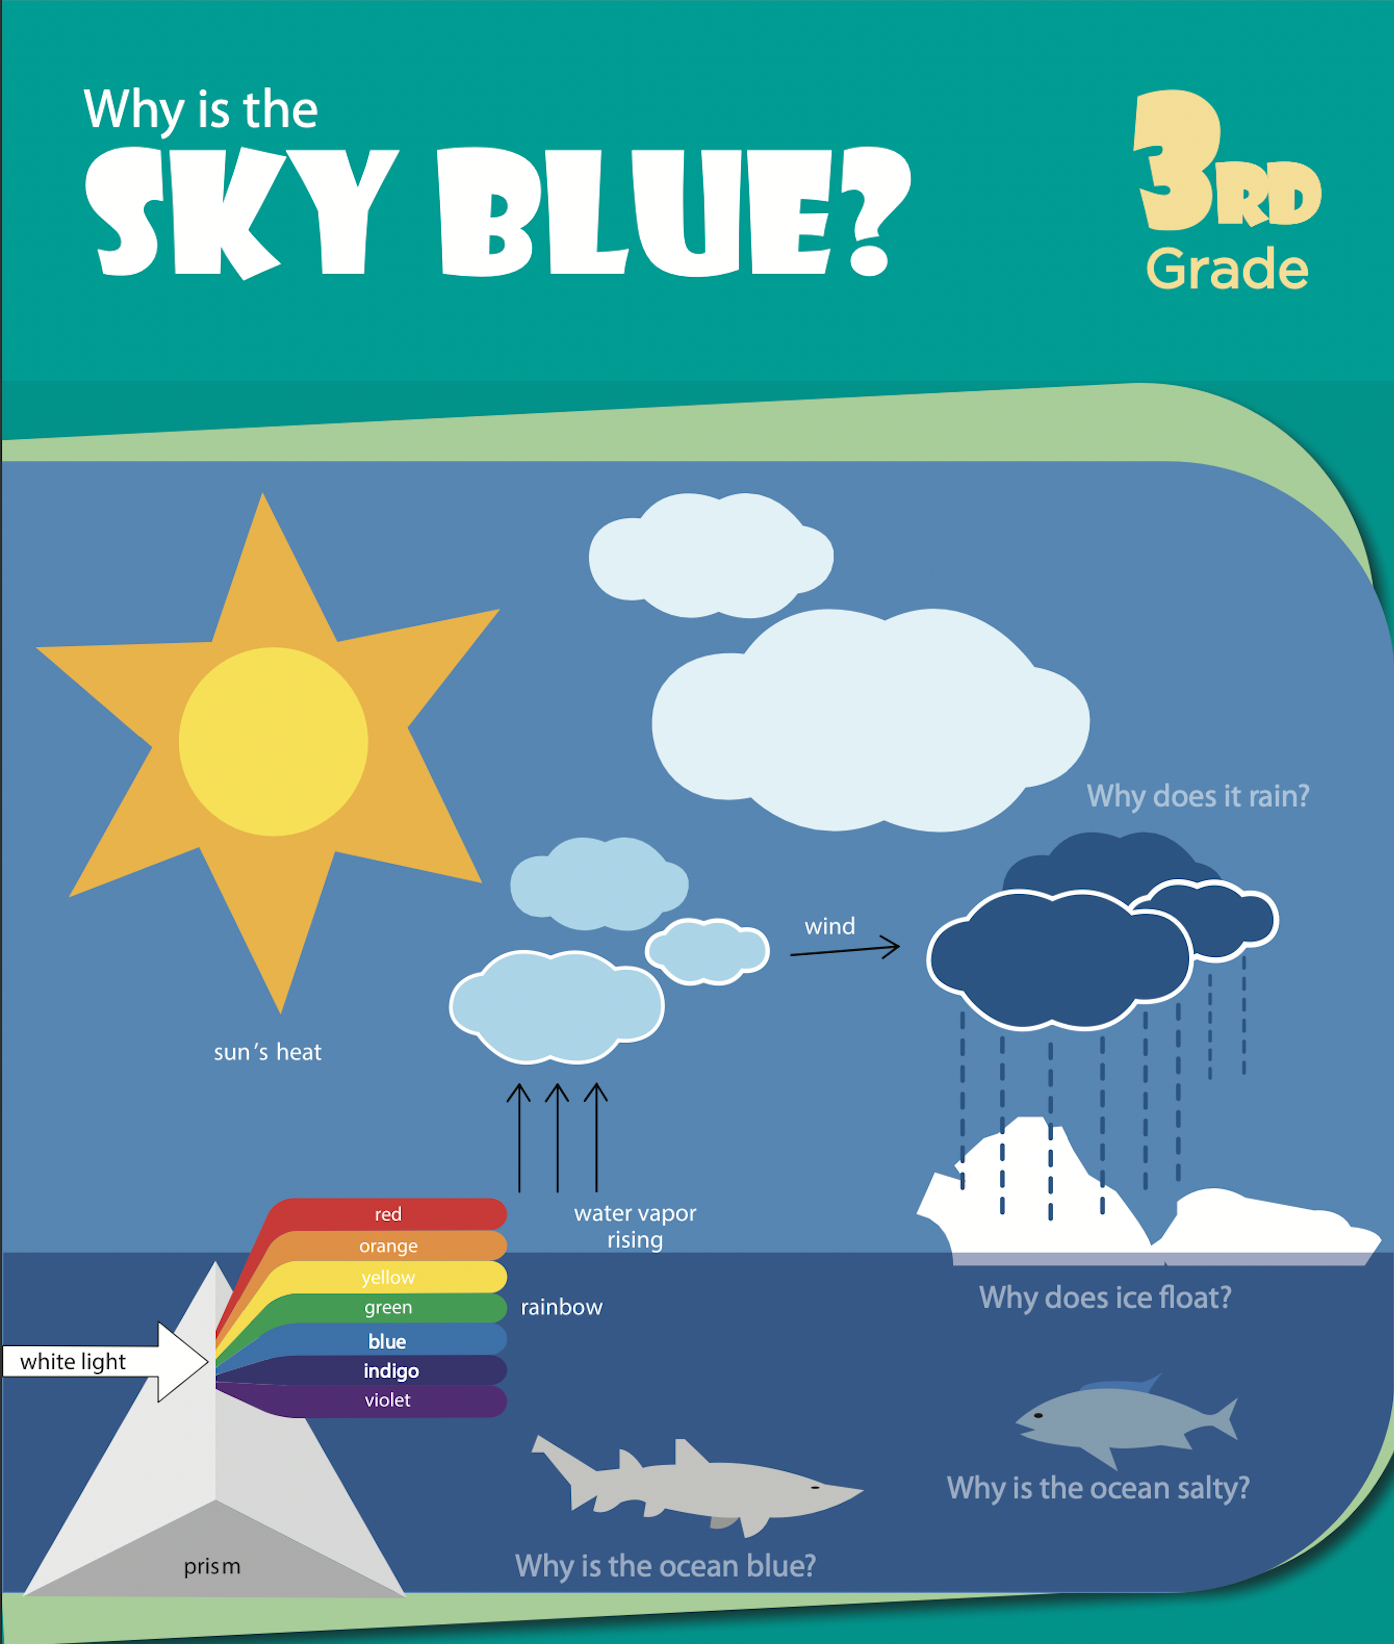 Why is the
SKY BLUE?
3RD
Grade
Why does it rain?
wind
sun's heat
water vapor
rising
red
orange
yellow
green
blue
indigo
violet
rainbow
white light
prism
Why does ice float?
Why is the ocean salty?
Why is the ocean blue?